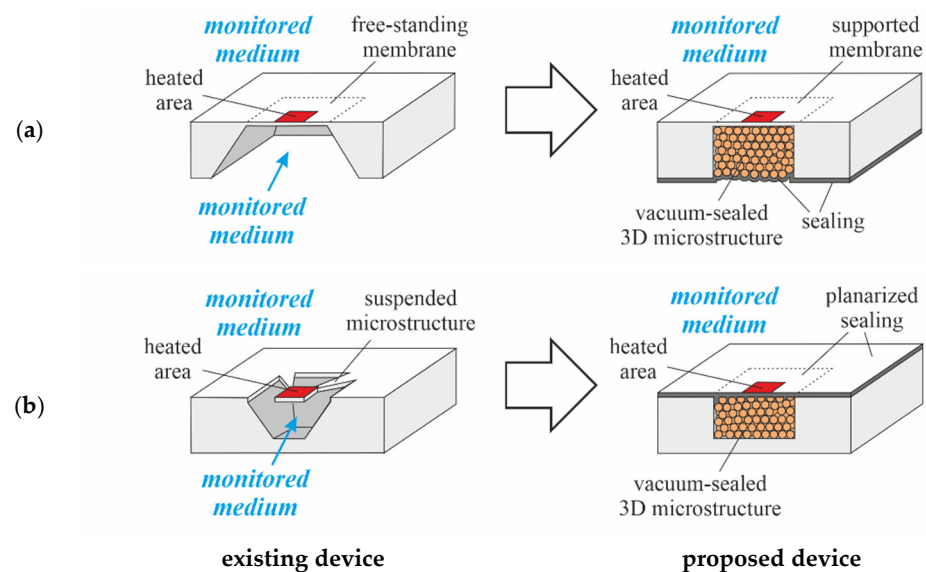 (a)
monitored
medium
free-standing
membrane
heated
area
monitored
medium
monitored
medium
supported
membrane
heated
area
vacuum-sealed
3D microstructure
sealing
(b)
monitored
medium
suspended
microstructure
heated
area
monitored
medium
monitored
medium
planarized
sealing
heated
area
vacuum-sealed
3D microstructure
existing device
proposed device